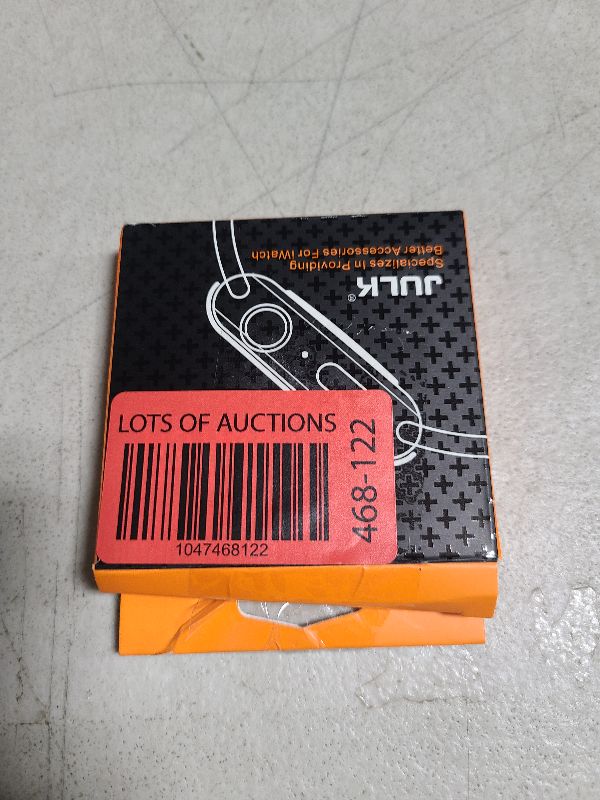 JULK®
Specializes In Providing
Better Accessories For iWatch
LOTS OF AUCTIONS
1047468122
468-122